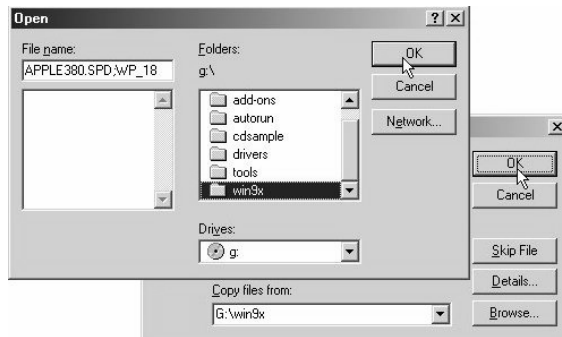 Open
File name:
APPLE380.SPD;WP_18
Folders:
g:\
add-ons
autorun
cdsample
drivers
tools
win9x
Drives:
g:
OK
Cancel
Network...
OK
Cancel
Skip File
Details...
Browse...
Copy files from:
G:\win9x